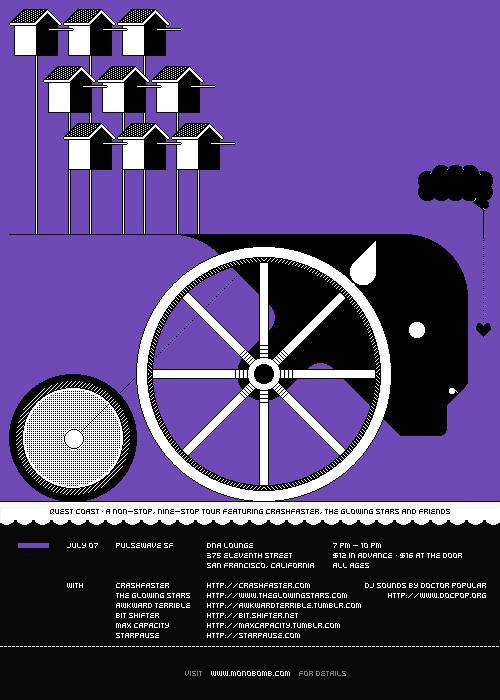 QUEST COAST · A NON-STOP, NINE-STOP TOUR FEATURING CRASHFASTER, THE GLOWING STARS AND FRIENDS
JULY 07 PULSEWAVE SF DNA LOUNGE 7 PM – 10 PM
375 ELEVENTH STREET $12 IN ADVANCE · $16 AT THE DOOR
SAN FRANCISCO, CALIFORNIA ALL AGES
WITH CRASHFASTER HTTP://CRASHFASTER.COM DJ SOUNDS BY DOCTOR POPULAR
THE GLOWING STARS HTTP://WWW.THEGLOWINGSTARS.COM HTTP://WWW.DOCPOP.ORG
AWKWARD TERRIBLE HTTP://AWKWARDTERRIBLE.TUMBLR.COM
BIT SHIFTER HTTP://BIT.SHIFTER.NET
MAX CAPACITY HTTP://MAXCAPACITY.TUMBLR.COM
STARPAUSE HTTP://STARPAUSE.COM
VISIT WWW.MONOBOMB.COM FOR DETAILS